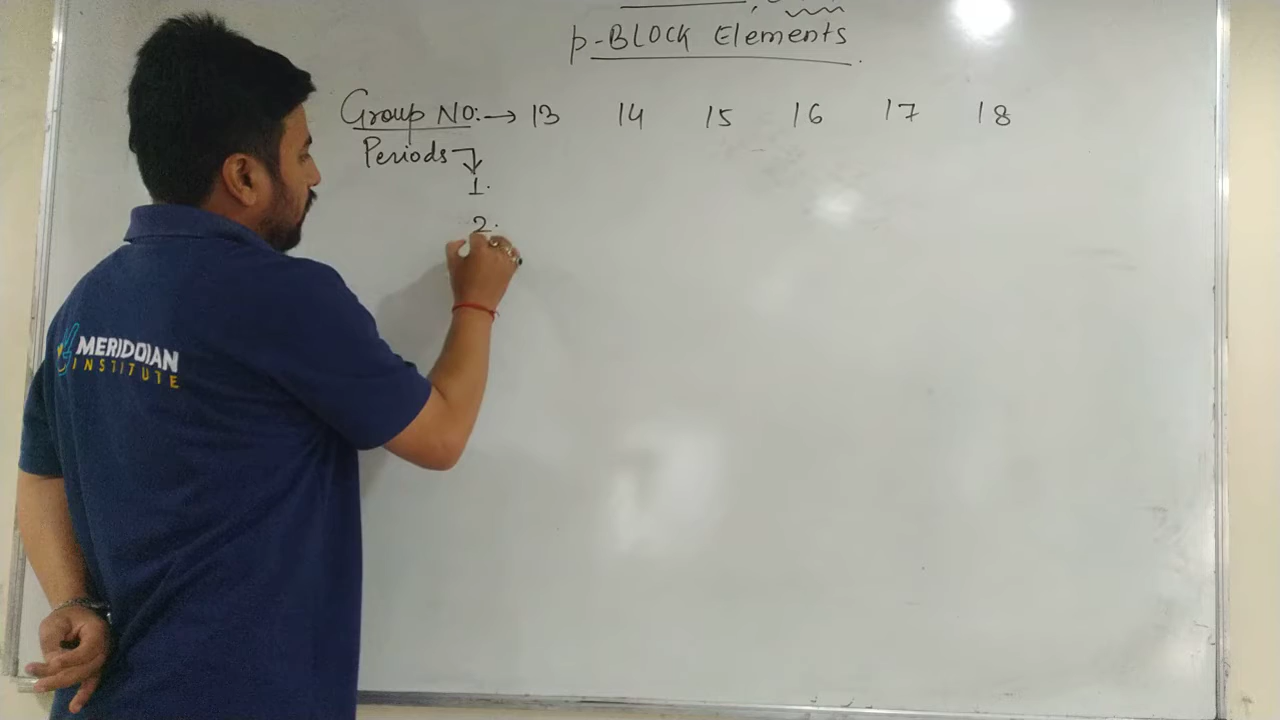 p-BLOCK Elements
Group No:→ 13 14 15 16 17 18
Periods
1.
2.
MERIDOIAN
INSTITUTE